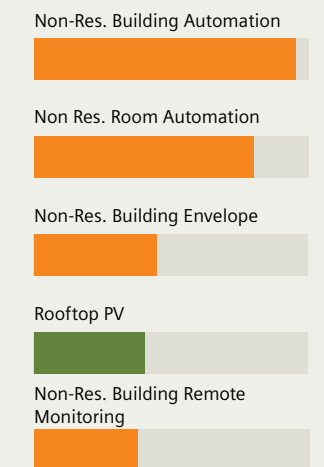 Non-Res. Building Automation
Non Res. Room Automation
Non-Res. Building Envelope
Rooftop PV
Non-Res. Building Remote
Monitoring